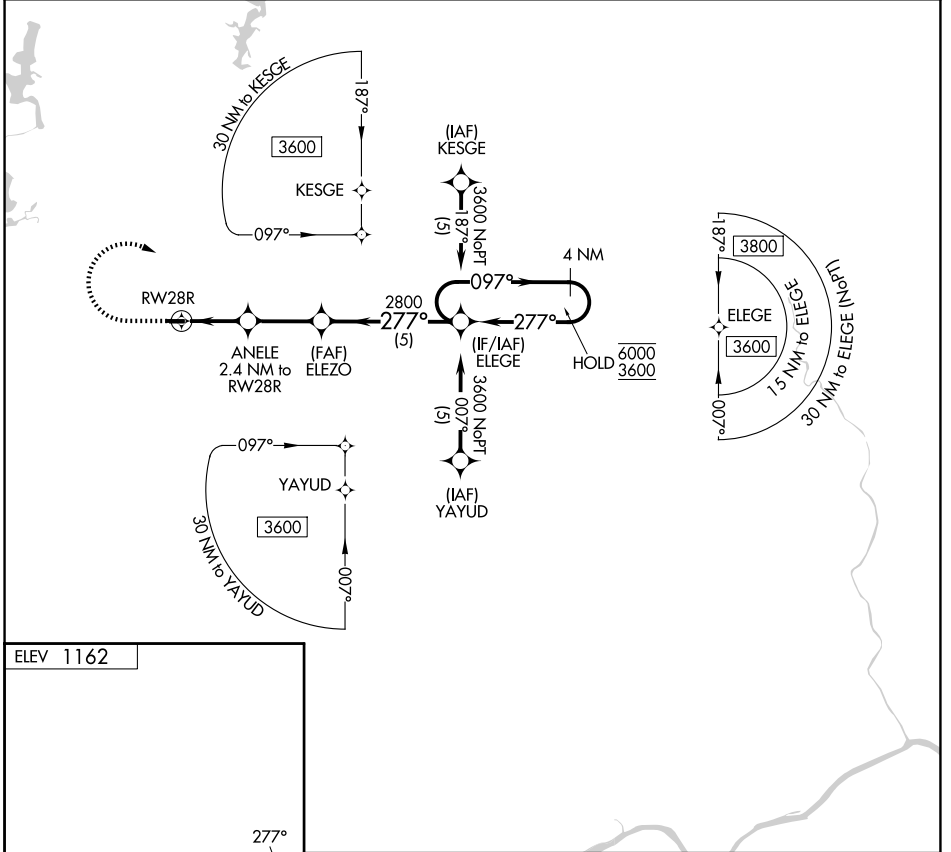 30 NM to KESGE
187°
3600
KESGE
097°
(IAF)
KESGE
3600 NoPT
187°
(5)
4 NM
097°
RW28R
2800
277°
(5)
277°
ANELE
2.4 NM to
RW28R
(FAF)
ELEZO
(IF/IAF)
ELEGE
HOLD
6000
3600
187°
3800
ELEGE
3600
15 NM to ELEGE
30 NM to ELEGE (NoPT)
007°
3600 NoPT
007°
(5)
(IAF)
YAYUD
097°
YAYUD
3600
30 NM to YAYUD
007°
ELEV 1162
277°